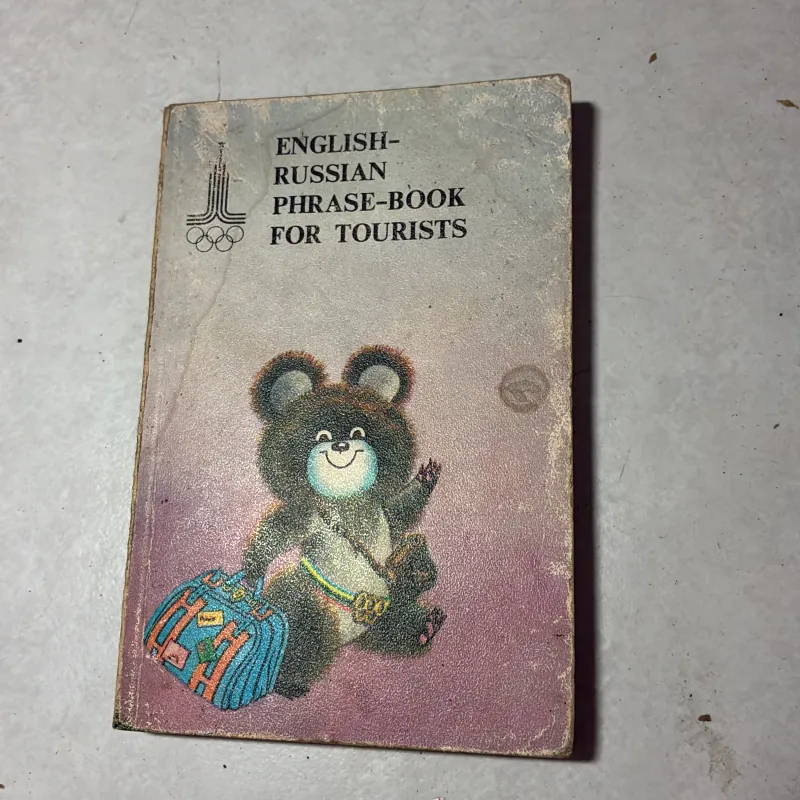 ENGLISH-
RUSSIAN
PHRASE-BOOK
FOR TOURISTS